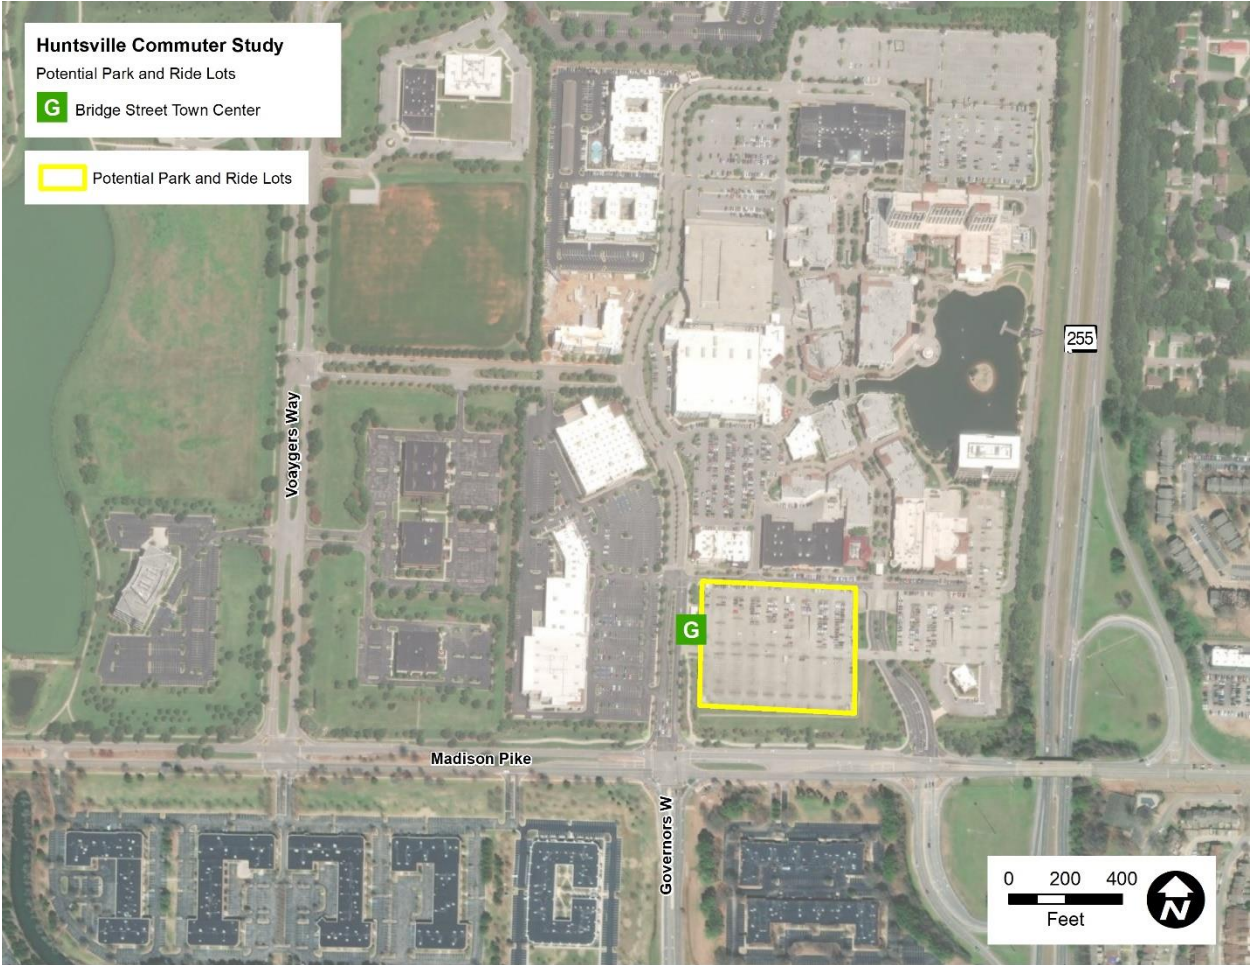 Huntsville Commuter Study
Potential Park and Ride Lots
G Bridge Street Town Center
Potential Park and Ride Lots
255
Voaygers Way
G
Madison Pike
Governors W
0 200 400
Feet
N